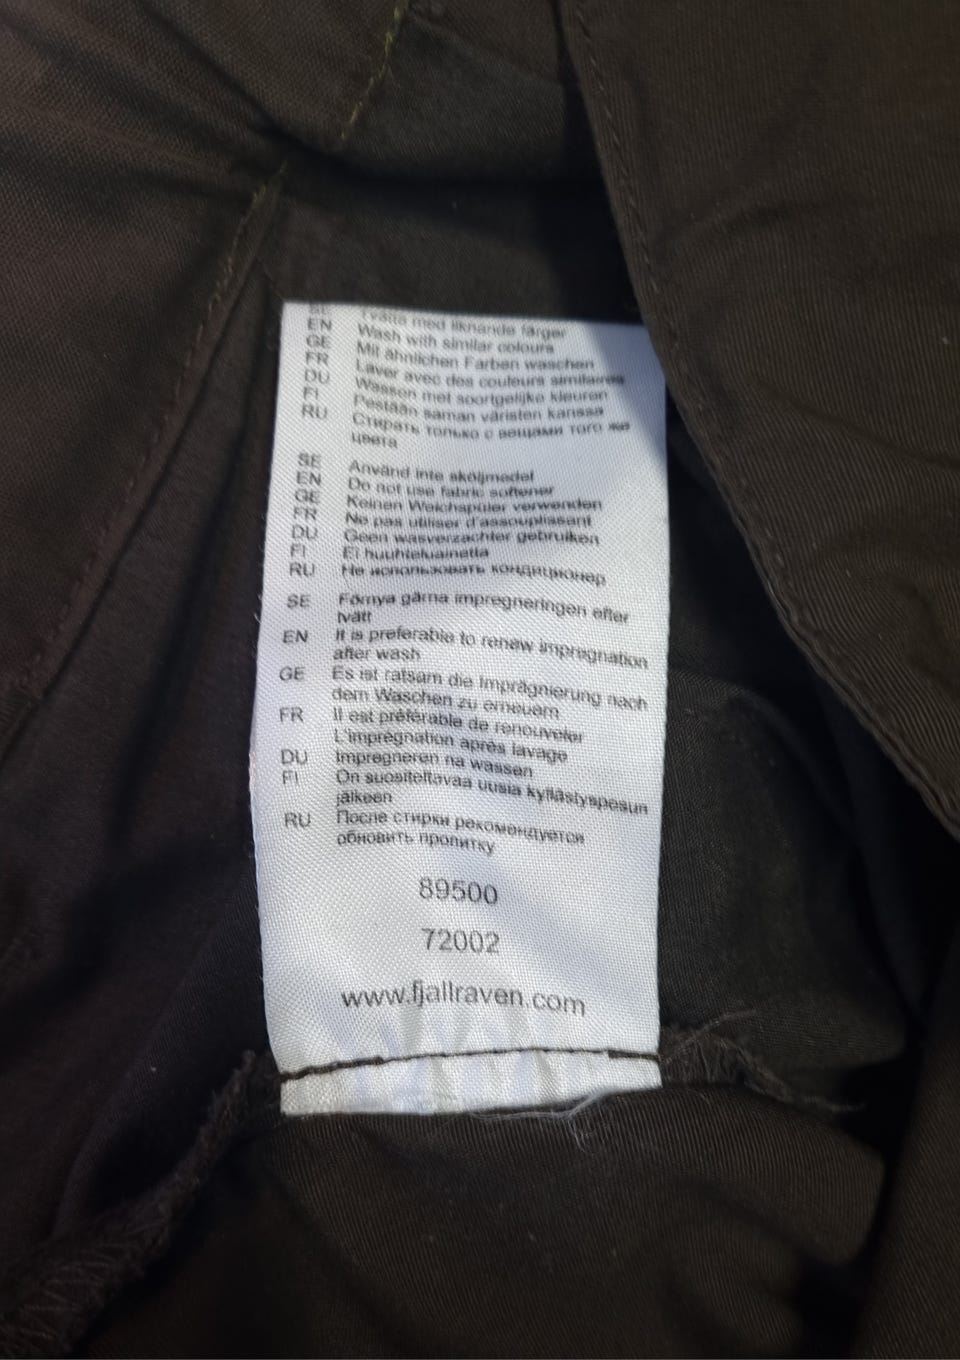 SE Tvätta med liknande färger
EN Wash with similar colours
GE Mit ähnlichen Farben waschen
FR Laver avec des couleurs similaires
DU Wassen met soortgelijke kleuren
FI Pestään saman väristen kanssa
RU Стирать только с вещами того же
цвета
SE Använd inte sköljmedel
EN Do not use fabric softener
GE Keinen Weichspüler verwenden
FR Ne pas utiliser d'assouplissant
DU Geen wasverzachter gebruiken
FI Ei huuhteluainetta
RU Не использовать кондиционер
SE Förnya gärna impregneringen efter
tvätt
EN It is preferable to renew impregnation
after wash
GE Es ist ratsam die Imprägnierung nach
dem Waschen zu erneuern
FR Il est préférable de renouveler
L'imprégnation après lavage
DU Impregneren na wassen
FI On suositeltavaa uusia kyllästyspesun
jälkeen
RU После стирки рекомендуется
обновить пропитку
89500
72002
www.fjallraven.com